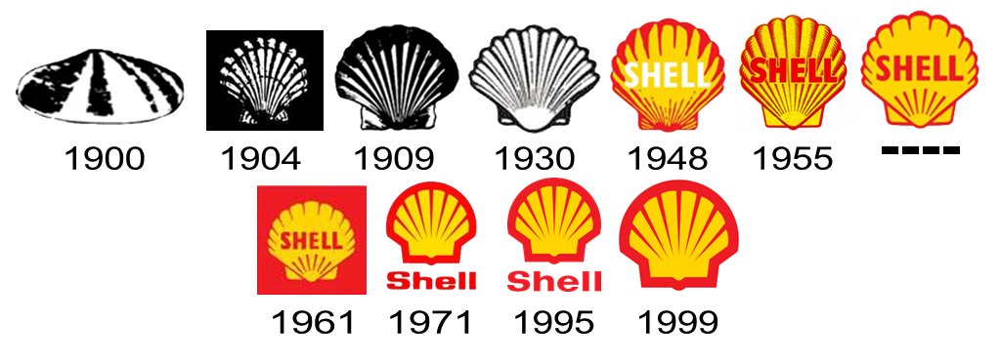 SHELL SHELL SHELL
1900 1904 1909 1930 1948 1955 ----
SHELL
Shell Shell
1961 1971 1995 1999